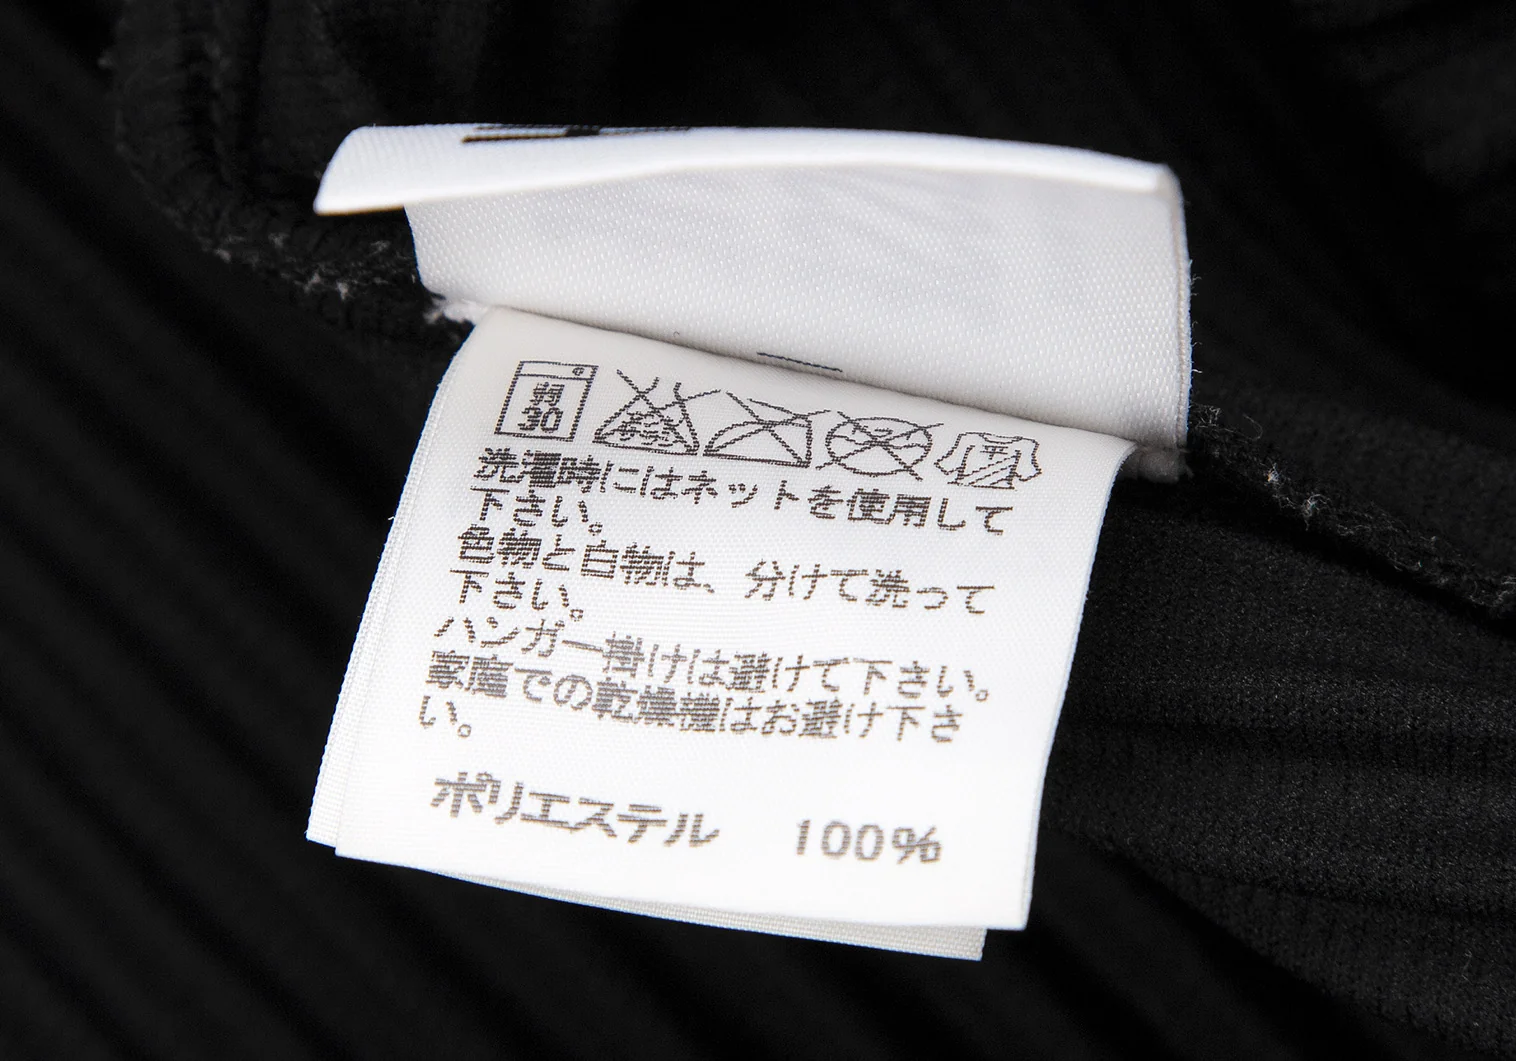 弱
30
洗濯時にはネットを使用して
下さい。
色物と白物は、分けて洗って
下さい。
ハンガー掛けは避けて下さい。
家庭での乾燥機はお避け下さ
い。
ポリエステル 100%